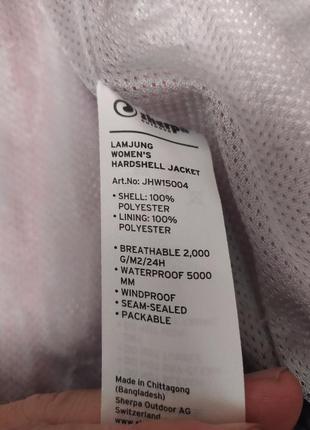 sherpa
LAMJUNG
WOMEN'S
HARDSHELL JACKET
Art.No: JHW15004
• SHELL: 100%
POLYESTER
• LINING: 100%
POLYESTER
• BREATHABLE 2,000
G/M2/24H
• WATERPROOF 5000
MM
• WINDPROOF
• SEAM-SEALED
• PACKABLE
Made in Chittagong
(Bangladesh)
Sherpa Outdoor AG
Switzerland